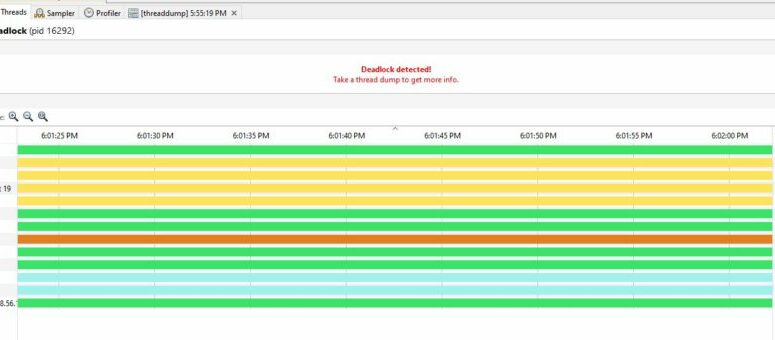 Threads Sampler Profiler [threaddump] 5:55:19 PM
(pid 16292)
Deadlock detected!
Take a thread dump to get more info.
6:01:25 PM 6:01:30 PM 6:01:35 PM 6:01:40 PM 6:01:45 PM 6:01:50 PM 6:01:55 PM 6:02:00 PM
19
8.56.